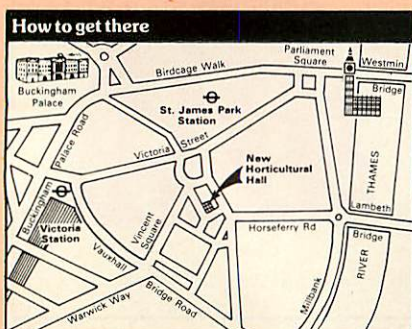 How to get there
Parliament
Square
Westmin
Bridge
Birdcage Walk
Buckingham
Palace
St. James Park
Station
Palace Road
Buckingham
Victoria
Street
New
Horticultural
Hall
THAMES
Lambeth
Bridge
RIVER
Victoria
Station
Vincent
Square
Horseferry Rd
Vauxhall
Bridge Road
Millbank
Warwick Way